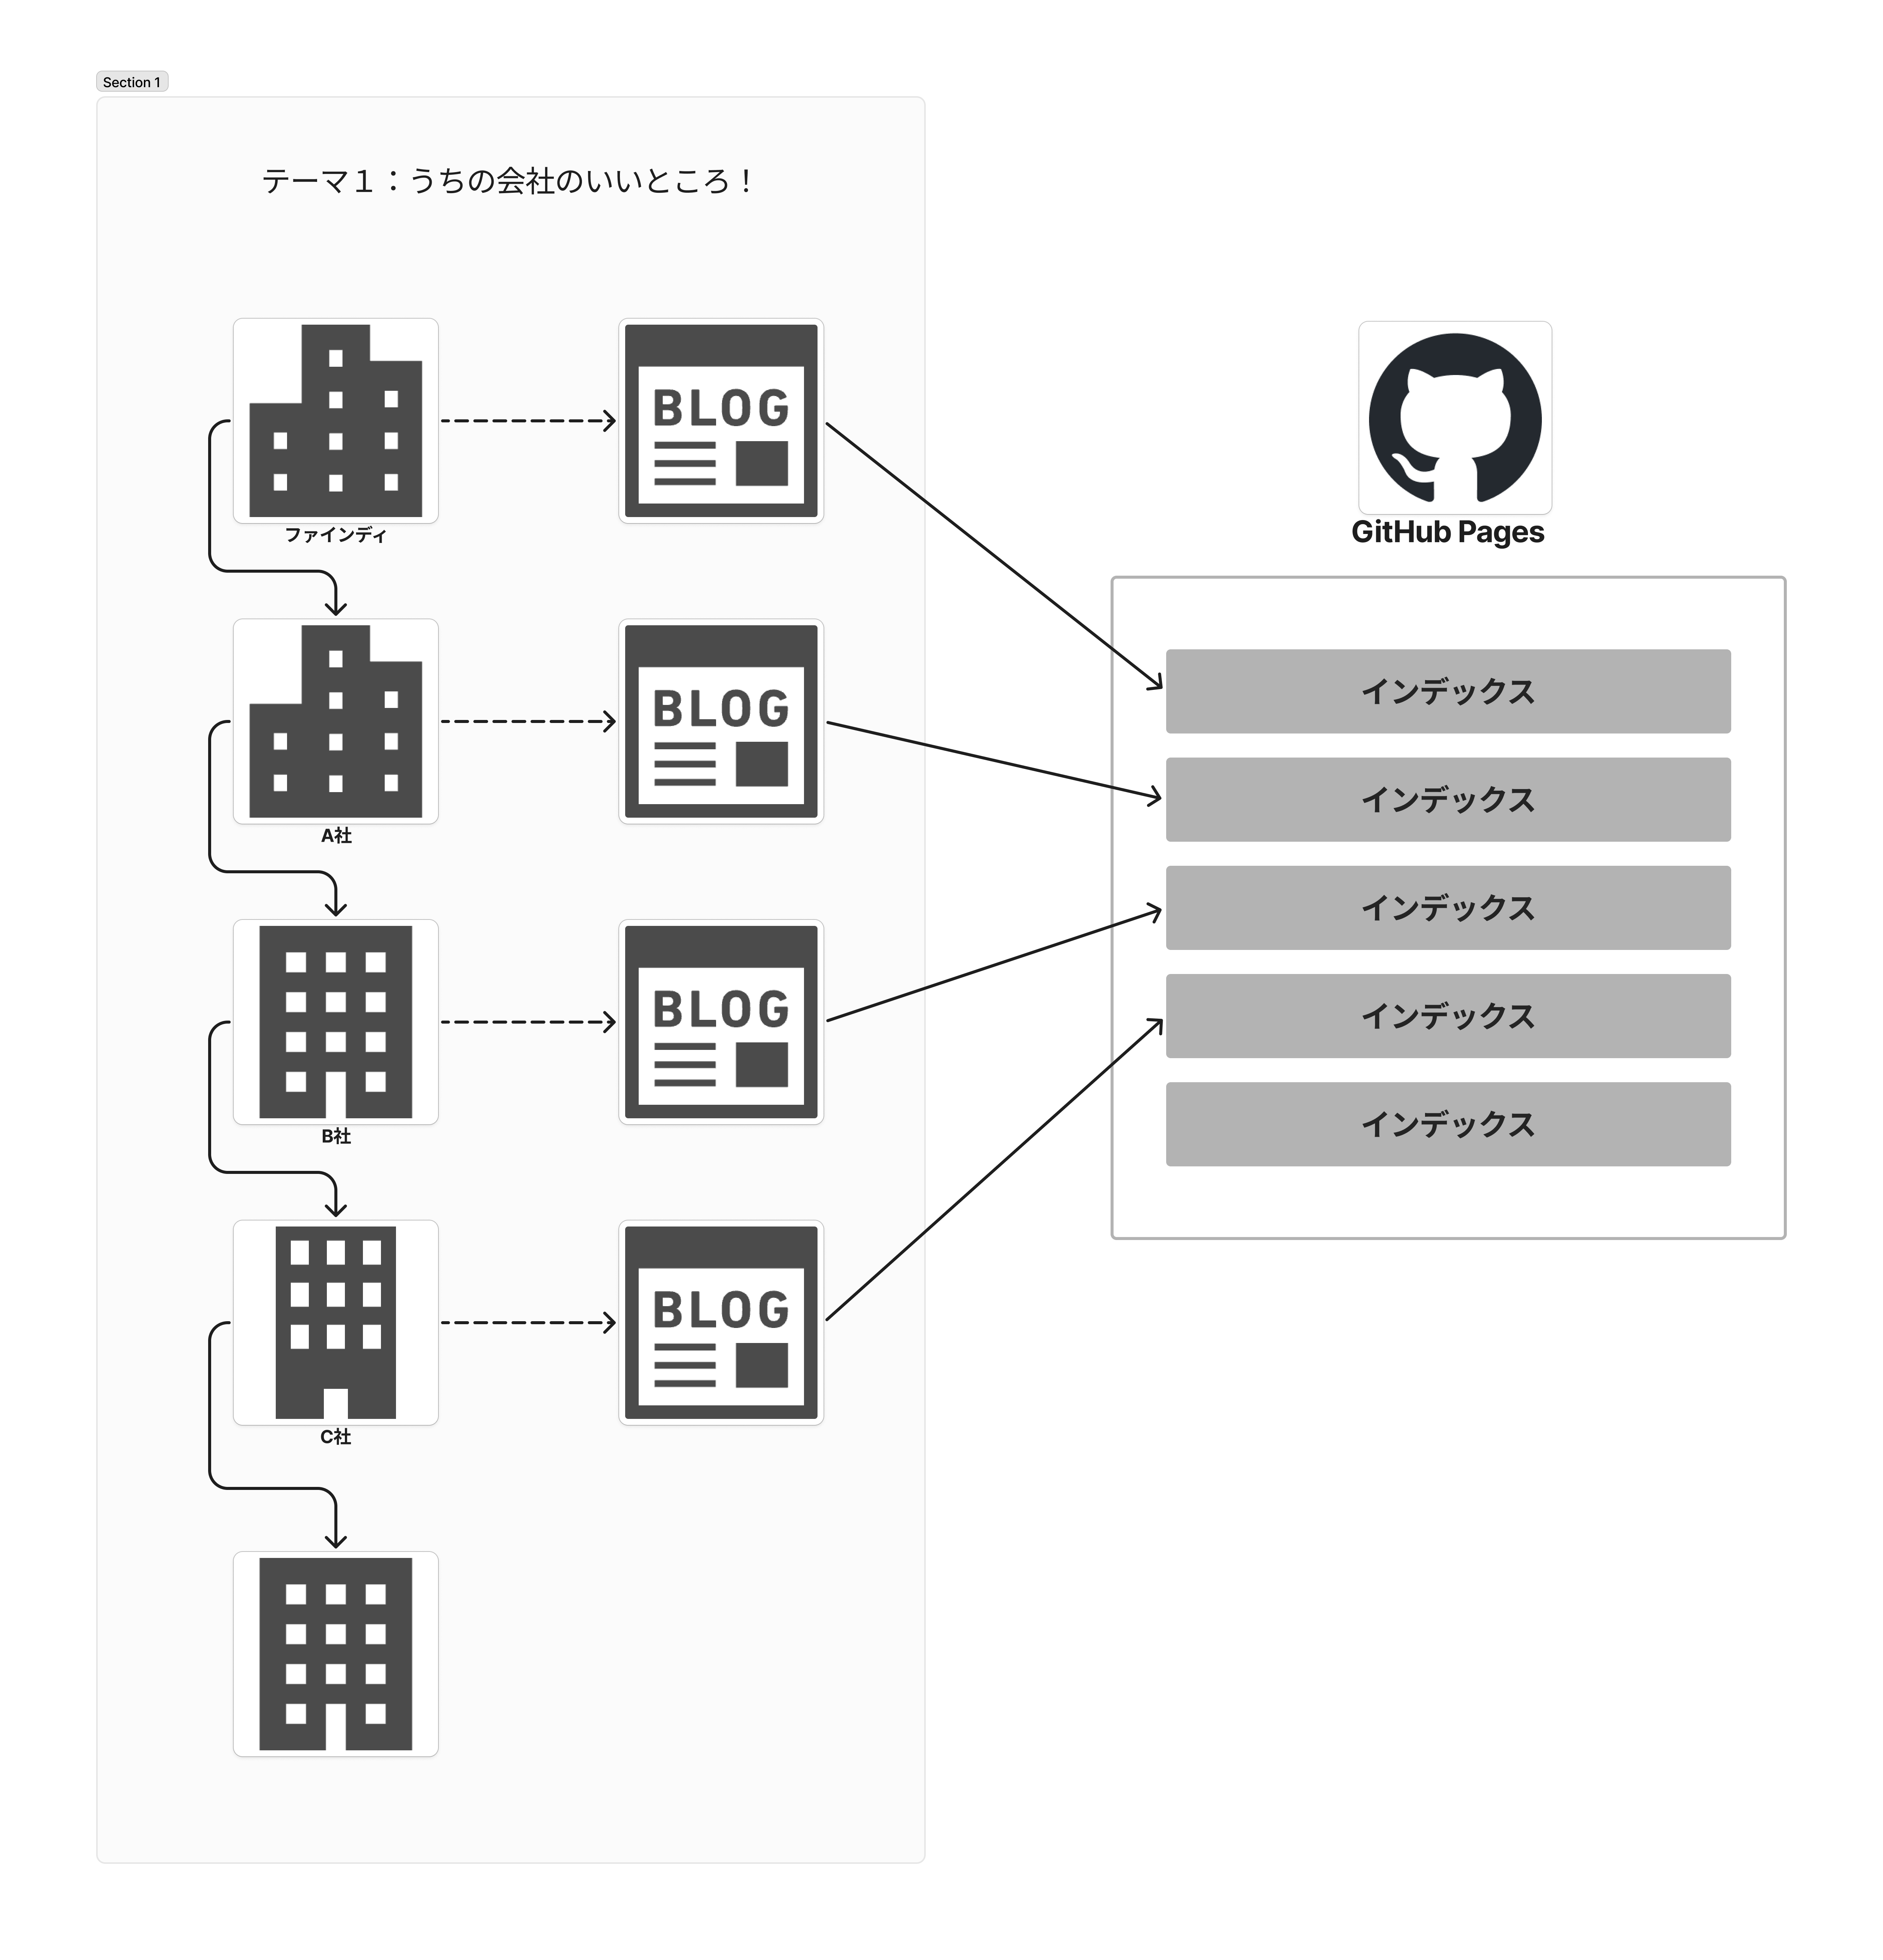 Section 1
テーマ1：うちの会社のいいところ！
ファインディ
BLOG
A社
BLOG
B社
BLOG
C社
BLOG
GitHub Pages
インデックス
インデックス
インデックス
インデックス
インデックス